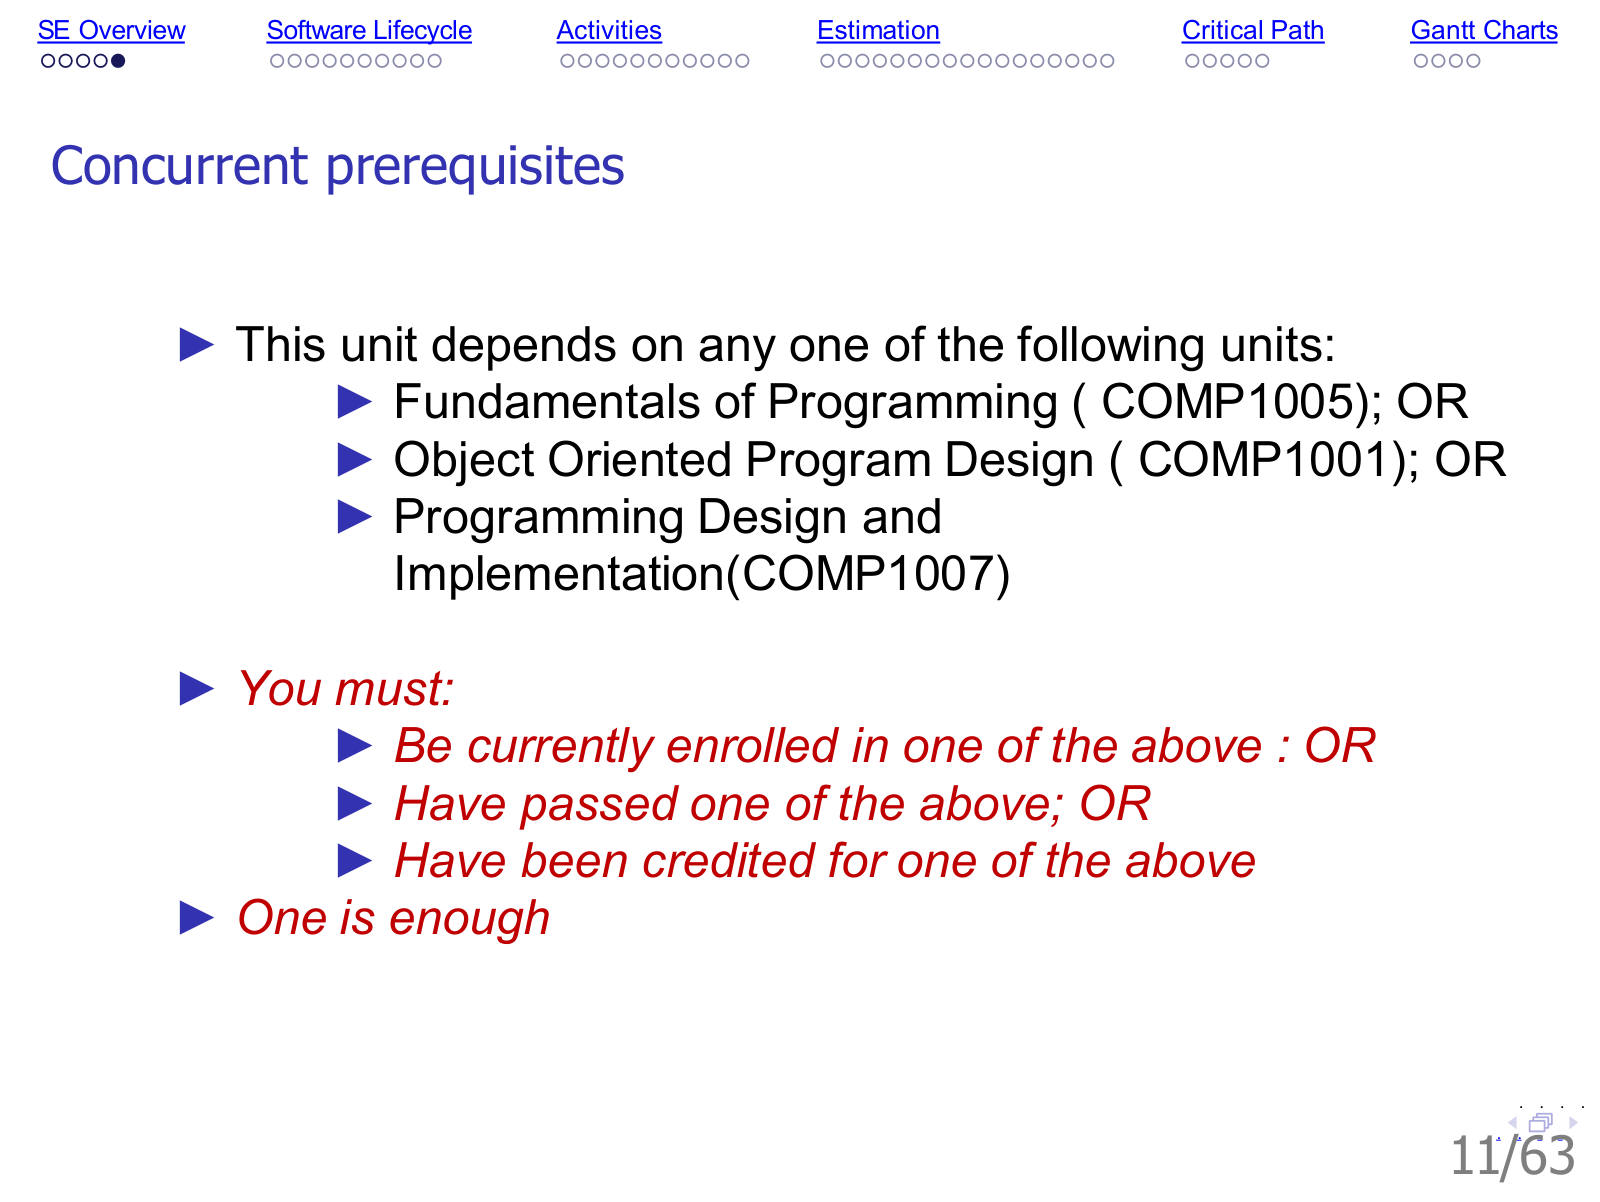 SE Overview
Software Lifecycle
Activities
Estimation
Critical Path
Gantt Charts
Concurrent prerequisites
This unit depends on any one of the following units:
Fundamentals of Programming ( COMP1005); OR
Object Oriented Program Design ( COMP1001); OR
Programming Design and
Implementation(COMP1007)
You must:
Be currently enrolled in one of the above : OR
Have passed one of the above; OR
Have been credited for one of the above
One is enough
11/63